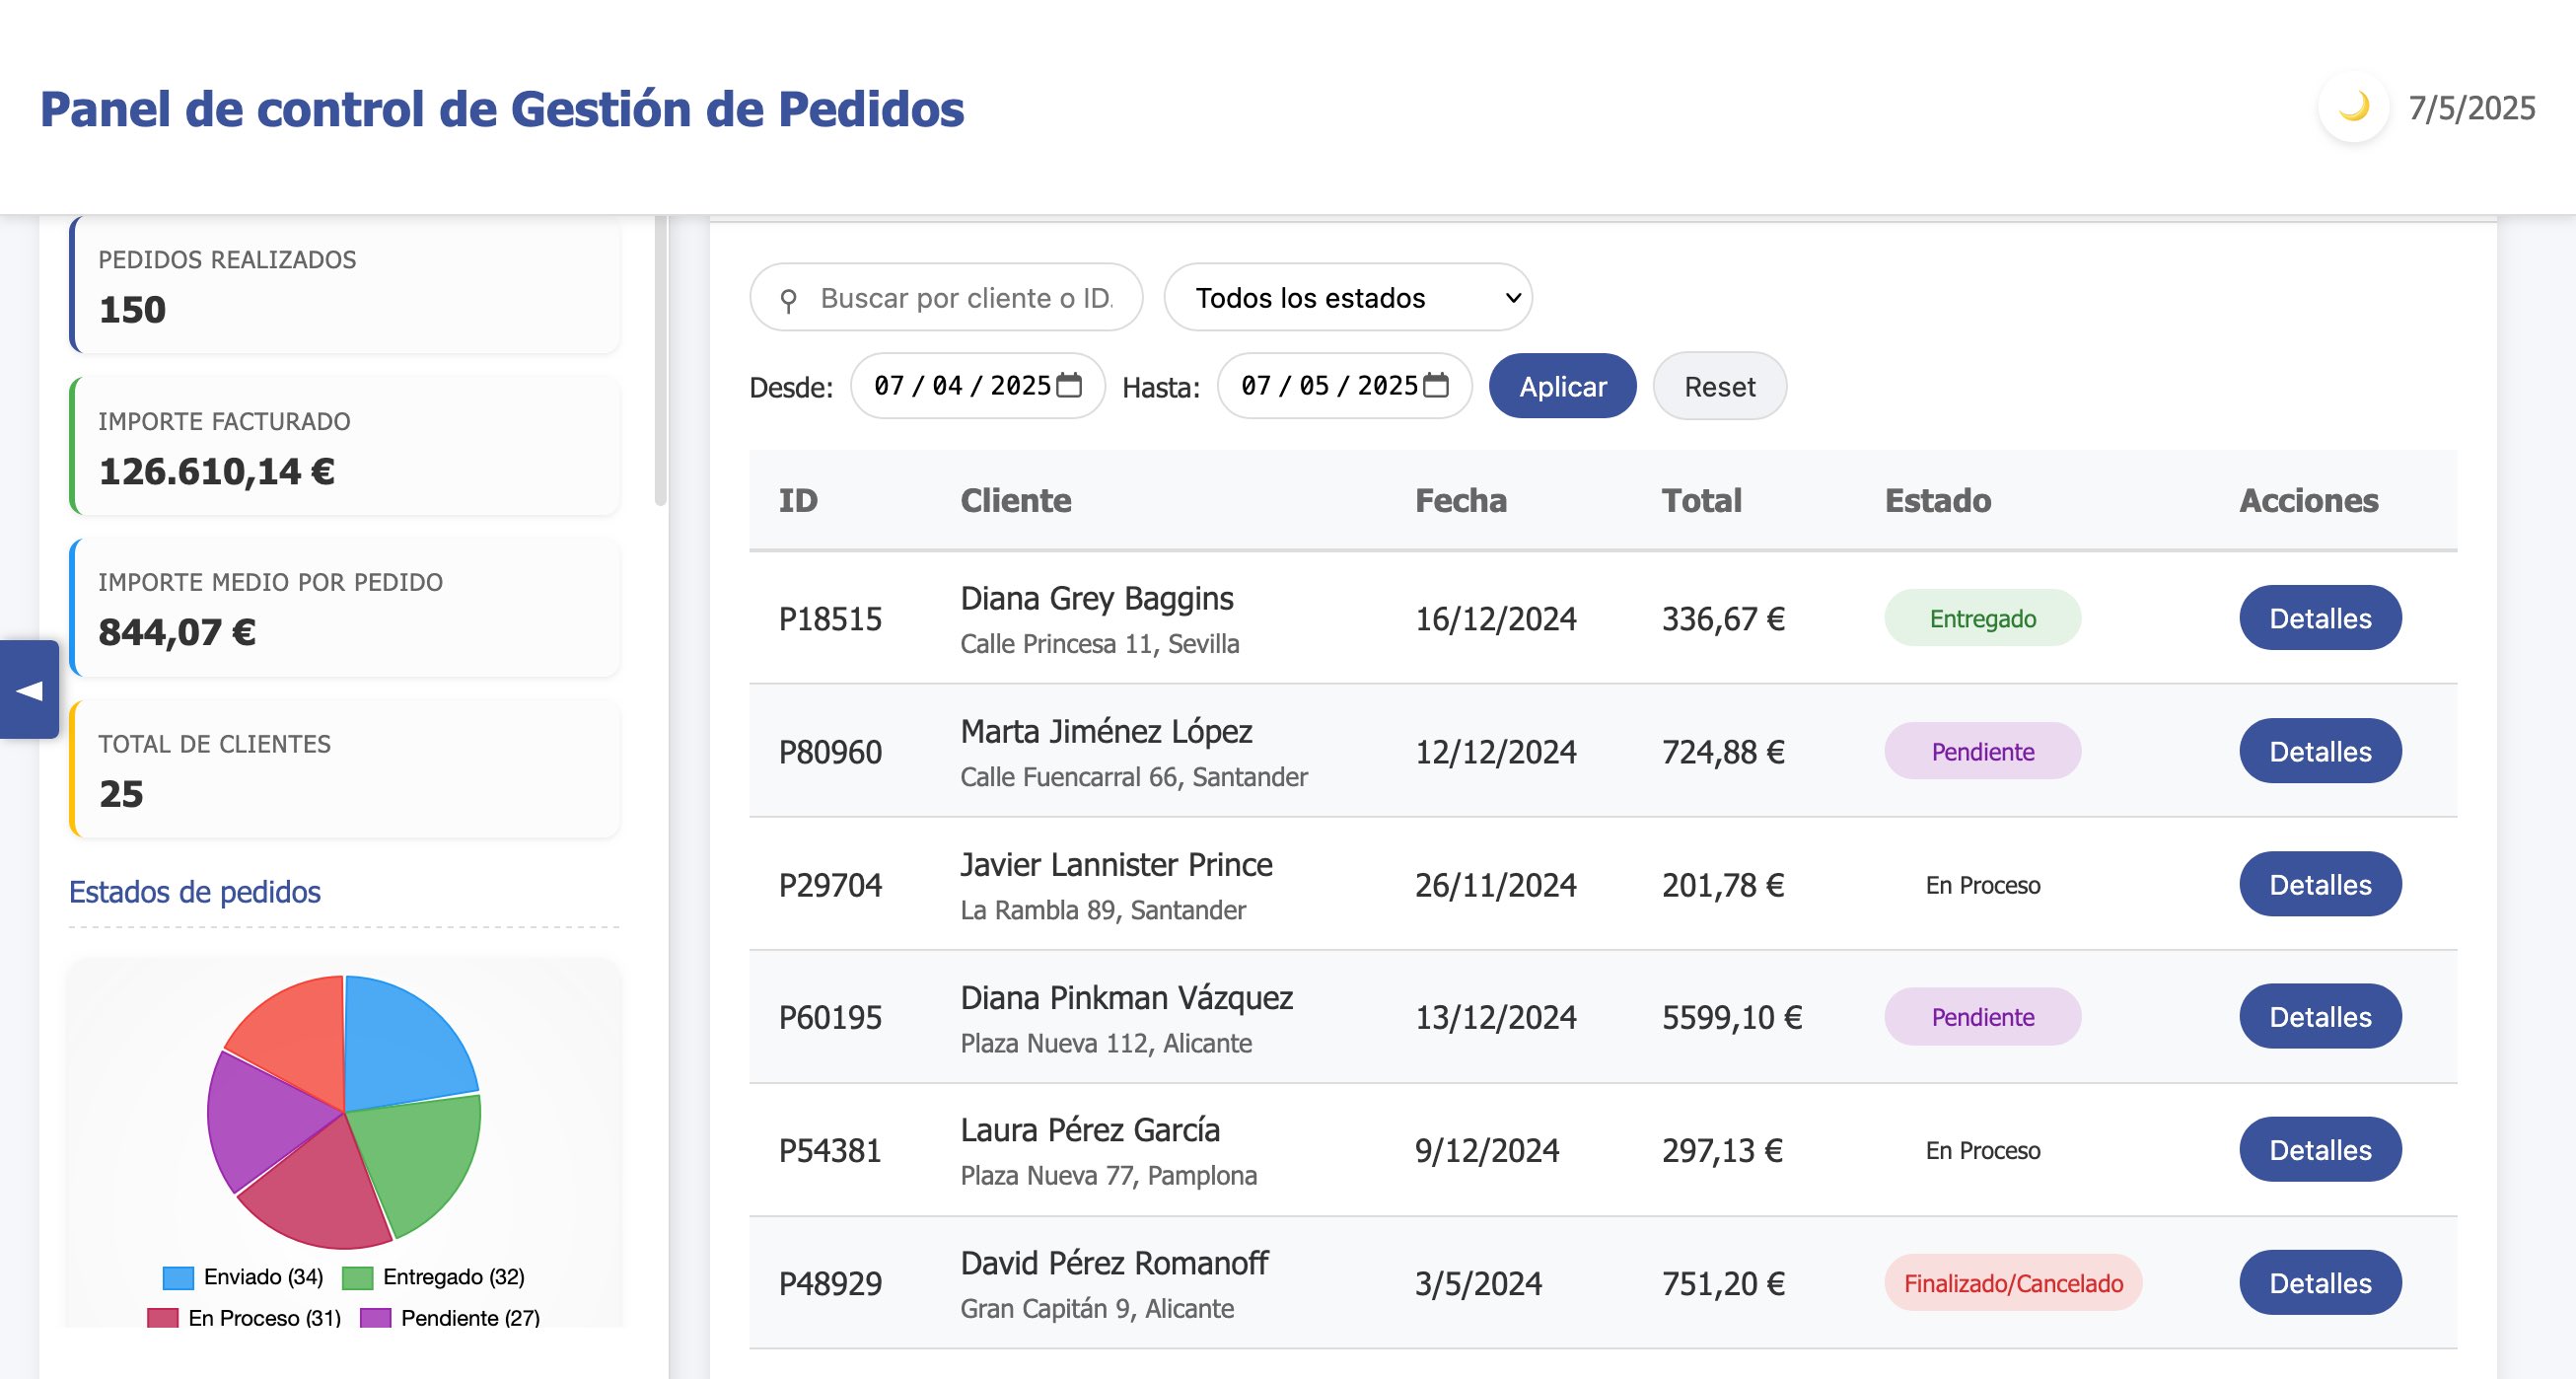 Panel de control de Gestión de Pedidos
7/5/2025
PEDIDOS REALIZADOS
150
IMPORTE FACTURADO
126.610,14 €
IMPORTE MEDIO POR PEDIDO
844,07 €
TOTAL DE CLIENTES
25
Estados de pedidos
Enviado (34) Entregado (32)
En Proceso (31) Pendiente (27)
Buscar por cliente o ID.
Todos los estados
Desde: 07/04/2025 Hasta: 07/05/2025 Aplicar Reset
ID Cliente Fecha Total Estado Acciones
P18515 Diana Grey Baggins 16/12/2024 336,67 € Entregado Detalles
Calle Princesa 11, Sevilla
P80960 Marta Jiménez López 12/12/2024 724,88 € Pendiente Detalles
Calle Fuencarral 66, Santander
P29704 Javier Lannister Prince 26/11/2024 201,78 € En Proceso Detalles
La Rambla 89, Santander
P60195 Diana Pinkman Vázquez 13/12/2024 5599,10 € Pendiente Detalles
Plaza Nueva 112, Alicante
P54381 Laura Pérez García 9/12/2024 297,13 € En Proceso Detalles
Plaza Nueva 77, Pamplona
P48929 David Pérez Romanoff 3/5/2024 751,20 € Finalizado/Cancelado Detalles
Gran Capitán 9, Alicante